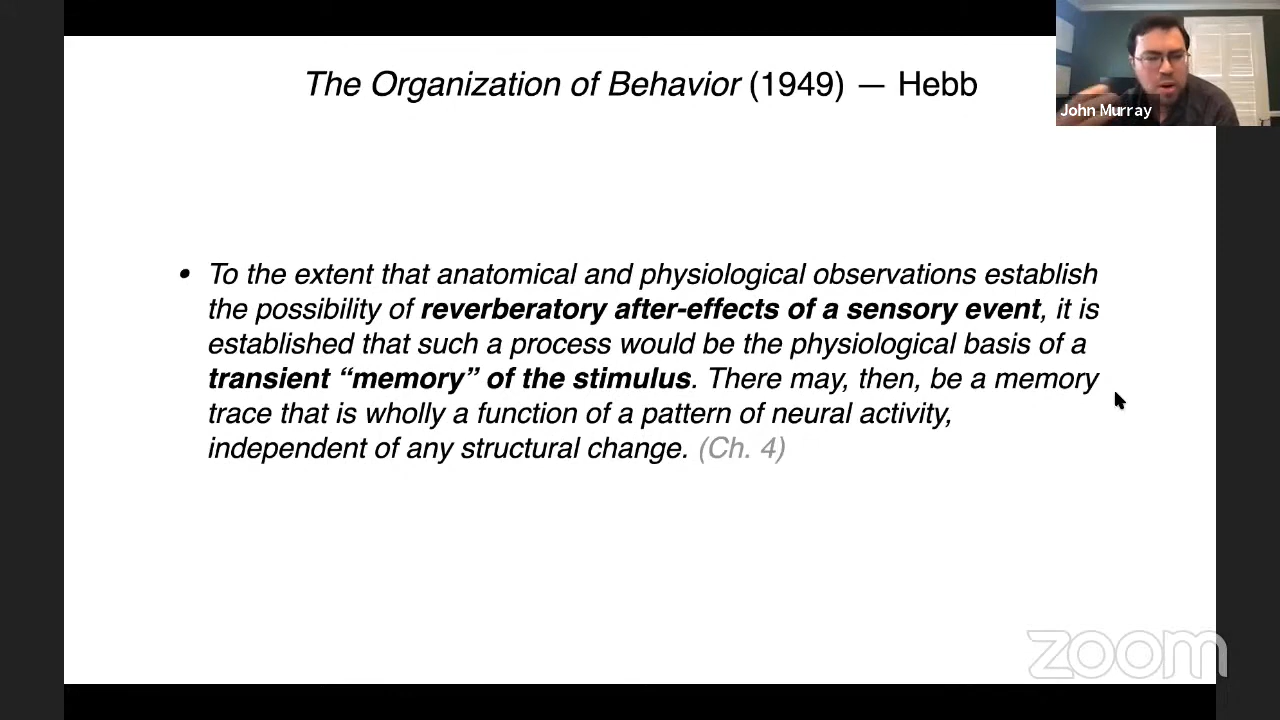 The Organization of Behavior (1949) — Hebb
John Murray
• To the extent that anatomical and physiological observations establish
the possibility of reverberatory after-effects of a sensory event, it is
established that such a process would be the physiological basis of a
transient “memory” of the stimulus. There may, then, be a memory
trace that is wholly a function of a pattern of neural activity,
independent of any structural change. (Ch. 4)
zoom